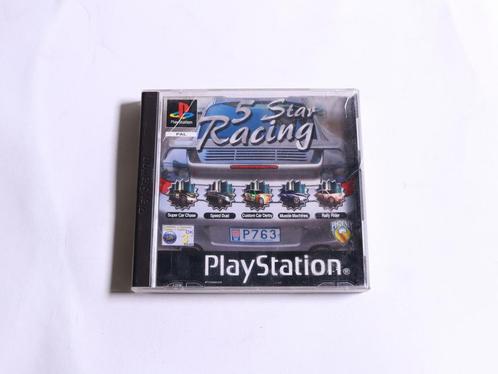 PlayStation
PAL
5 Star
Racing
Super Car Chase
Speed Duel
Custom Car Derby
Muscle Machines
Rally Rider
P763
PlayStation®
PlayStation